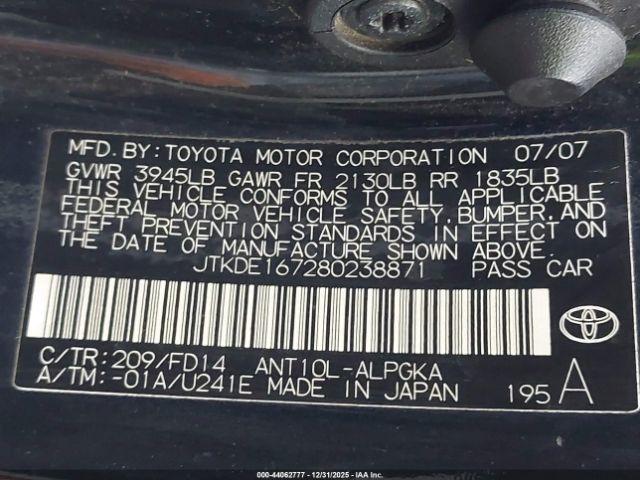 MFD. BY: TOYOTA MOTOR CORPORATION 07/07
GVWR 3945LB GAWR FR 2130LB RR 1835LB
THIS VEHICLE CONFORMS TO ALL APPLICABLE
FEDERAL MOTOR VEHICLE SAFETY, BUMPER, AND
THEFT PREVENTION STANDARDS IN EFFECT ON
THE DATE OF MANUFACTURE SHOWN ABOVE.
JTKDE167280238871 PASS CAR
C/TR: 209/FD14 ANT10L-ALPGKA
A/TM: -01A/U241E MADE IN JAPAN 195 A
000-44062777 - 12/31/2025 - IAA Inc.